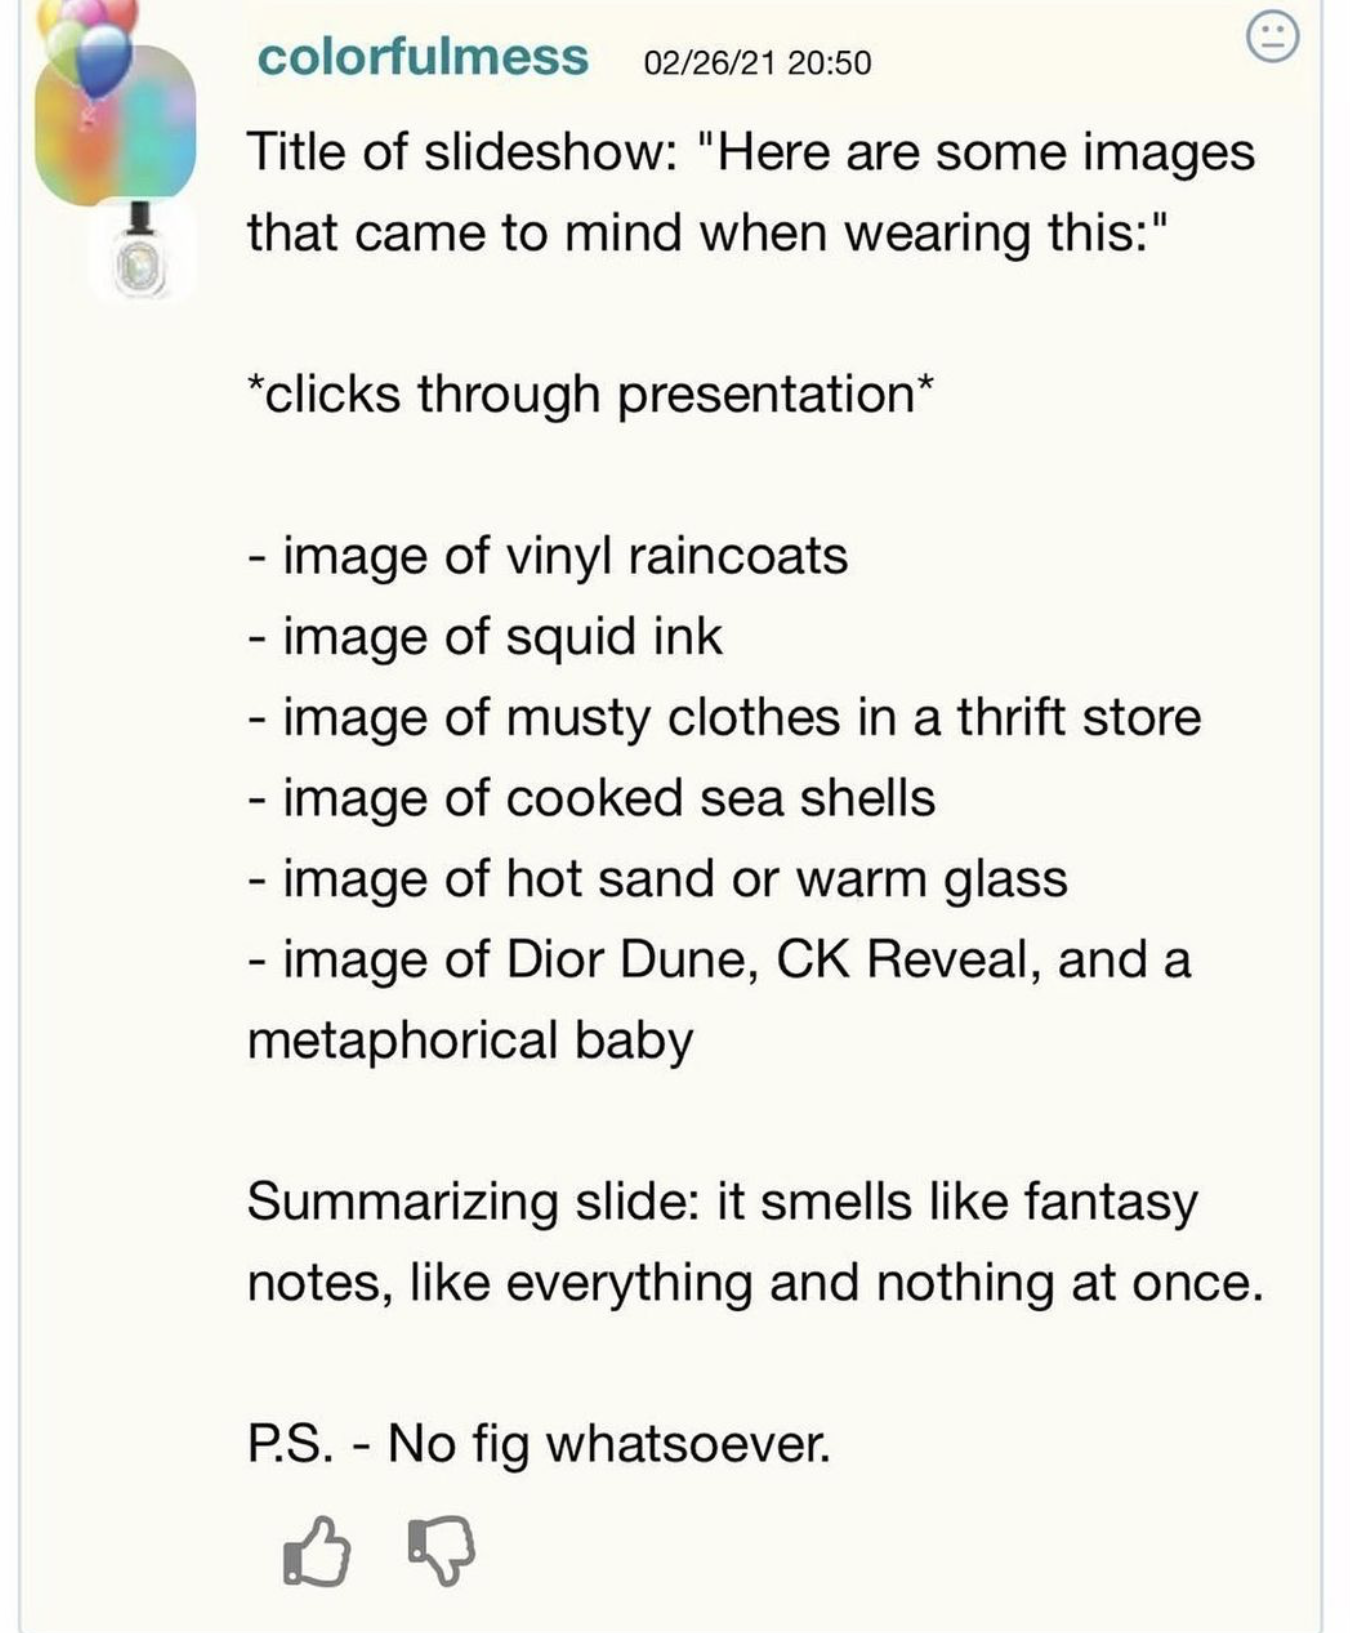 colorfulmess 02/26/21 20:50
Title of slideshow: "Here are some images
that came to mind when wearing this:"
*clicks through presentation*
- image of vinyl raincoats
- image of squid ink
- image of musty clothes in a thrift store
- image of cooked sea shells
- image of hot sand or warm glass
- image of Dior Dune, CK Reveal, and a
metaphorical baby
Summarizing slide: it smells like fantasy
notes, like everything and nothing at once.
P.S. - No fig whatsoever.